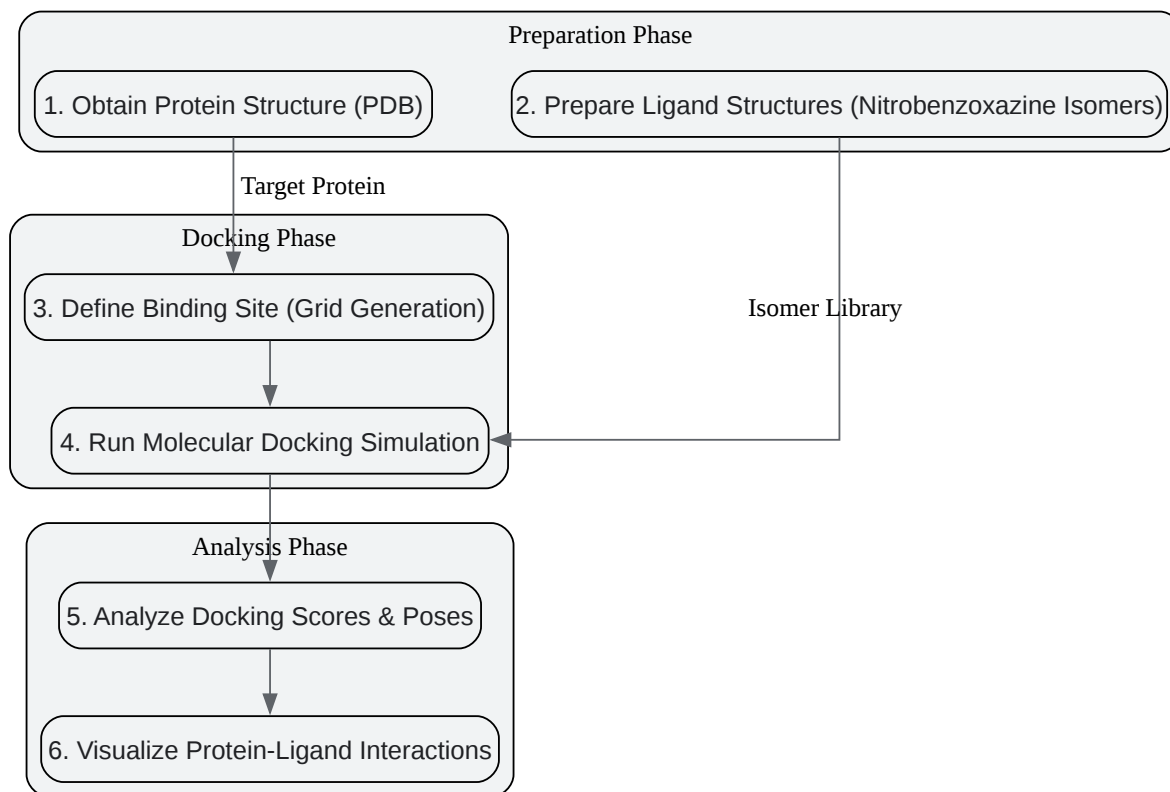 Preparation Phase
1. Obtain Protein Structure (PDB)
2. Prepare Ligand Structures (Nitrobenzoxazine Isomers)
Target Protein
Docking Phase
3. Define Binding Site (Grid Generation)
Isomer Library
4. Run Molecular Docking Simulation
Analysis Phase
5. Analyze Docking Scores & Poses
6. Visualize Protein-Ligand Interactions